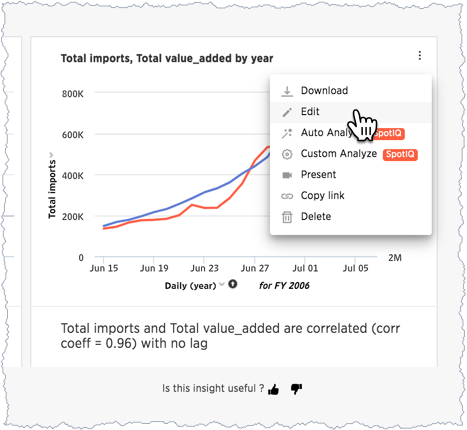 Total imports, Total value_added by year
Download
Edit
Auto Analy SpotIQ
Custom Analyze SpotIQ
Present
Copy link
Delete
Total imports
800K
600K
400K
200K
0
2M
Jun 15 Jun 19 Jun 23 Jun 28 Jul 01 Jul 05
Daily (year) for FY 2006
Total imports and Total value_added are correlated (corr
coeff = 0.96) with no lag
Is this insight useful ?